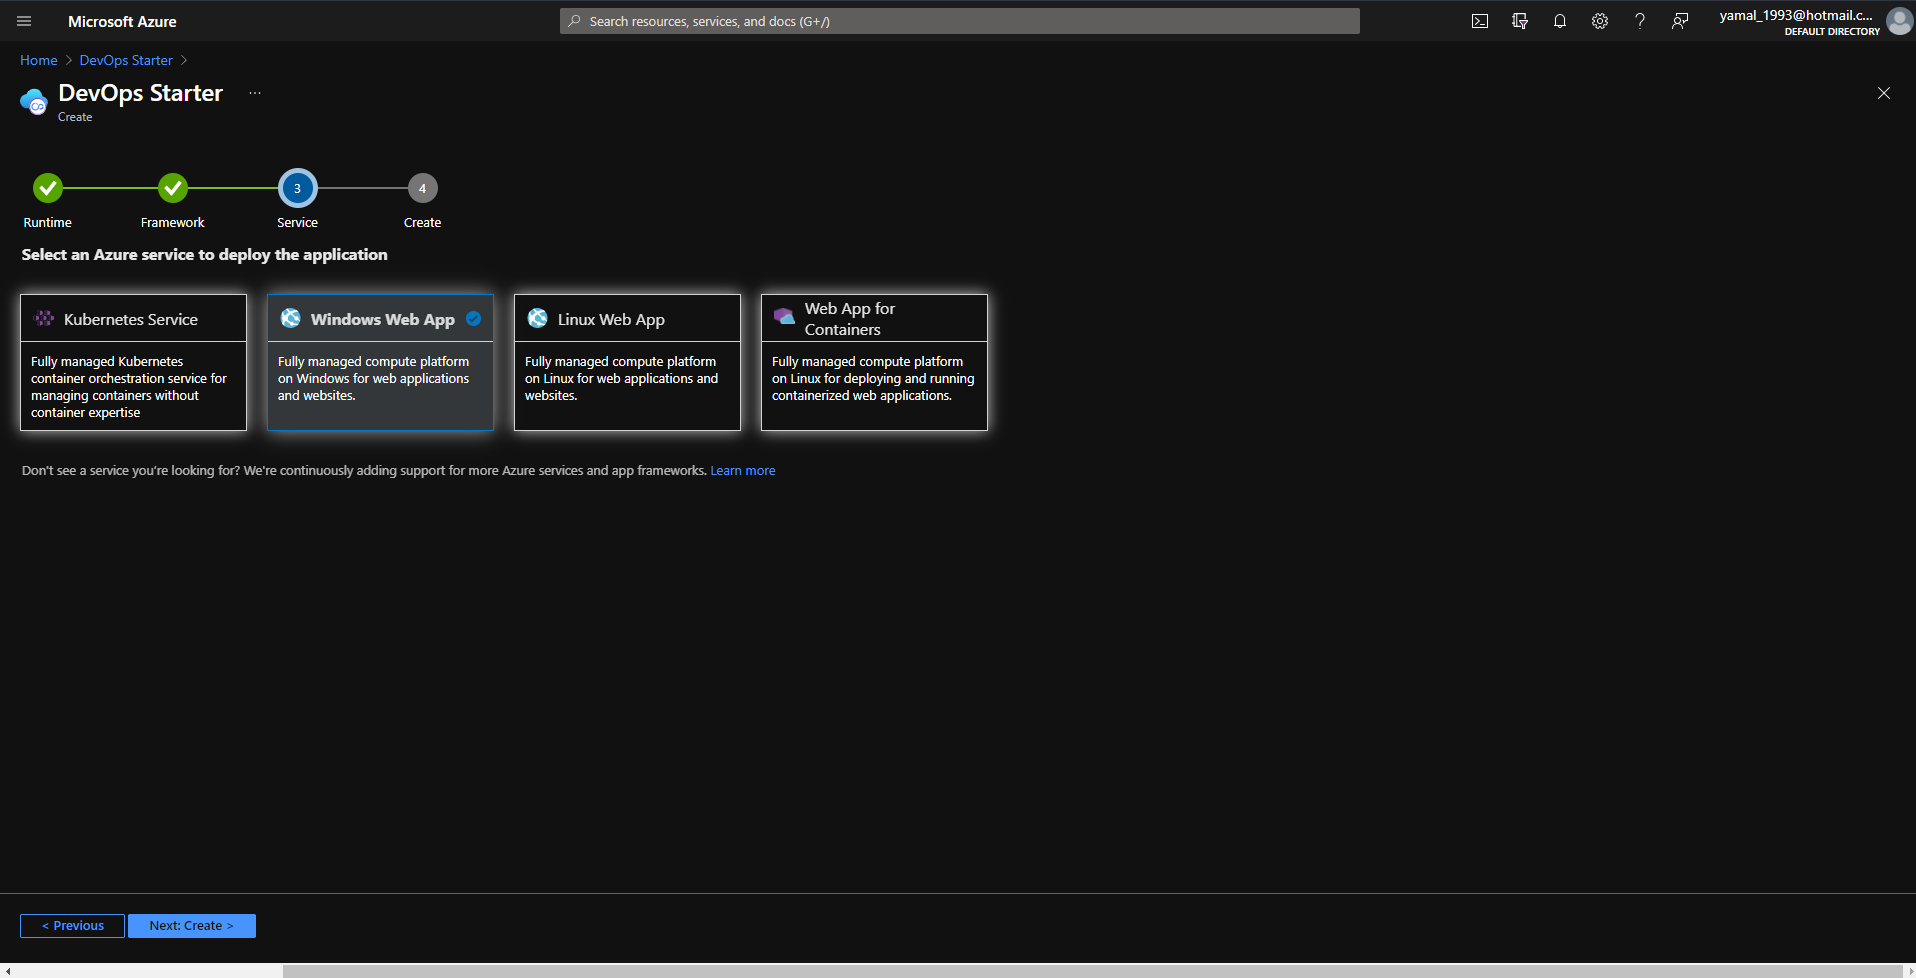 Microsoft Azure
Search resources, services, and docs (G+/)
yamal_1993@hotmail.c...
DEFAULT DIRECTORY
Home > DevOps Starter >
DevOps Starter ...
Create
3
4
Runtime
Framework
Service
Create
Select an Azure service to deploy the application
Kubernetes Service
Fully managed Kubernetes
container orchestration service for
managing containers without
container expertise
Windows Web App
Fully managed compute platform
on Windows for web applications
and websites.
Linux Web App
Fully managed compute platform
on Linux for web applications and
websites.
Web App for
Containers
Fully managed compute platform
on Linux for deploying and running
containerized web applications.
Don't see a service you're looking for? We're continuously adding support for more Azure services and app frameworks. Learn more
< Previous
Next: Create >